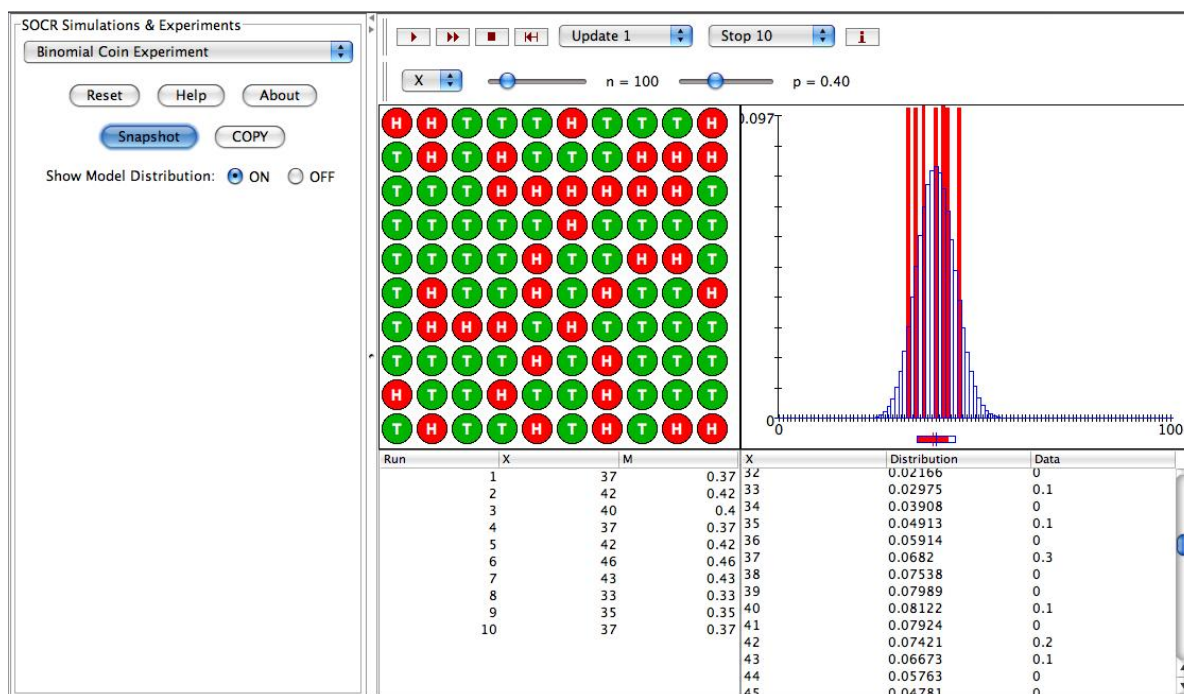 SOCR Simulations & Experiments
Binomial Coin Experiment
Reset Help About
Snapshot COPY
Show Model Distribution: ON OFF
Update 1 Stop 10 i
X n = 100 p = 0.40
H H T T T H T T T H
T H T H T T T H H H
T T T H H H H H H T
T T T T T H T T T T
T T T T H T T H H T
T H T T H T H T T H
T H H H T H T T T T
T T T T H T H T T T
H T T H T T H T T T
T H T T H T H T H H
0.097
0
0 100
Run X M
1 37 0.37
2 42 0.42
3 40 0.4
4 37 0.37
5 42 0.42
6 46 0.46
7 43 0.43
8 33 0.33
9 35 0.35
10 37 0.37
X Distribution Data
32 0.02166 0
33 0.02975 0.1
34 0.03908 0
35 0.04913 0.1
36 0.05914 0
37 0.0682 0.3
38 0.07538 0
39 0.07989 0
40 0.08122 0.1
41 0.07924 0
42 0.07421 0.2
43 0.06673 0.1
44 0.05763 0
45 0.04781 0